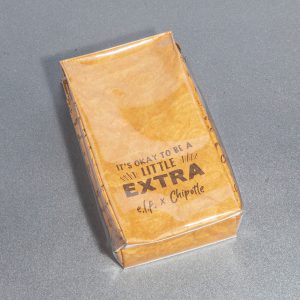 IT'S OKAY TO BE A
LITTLE
EXTRA
e.l.f. x Chipotle